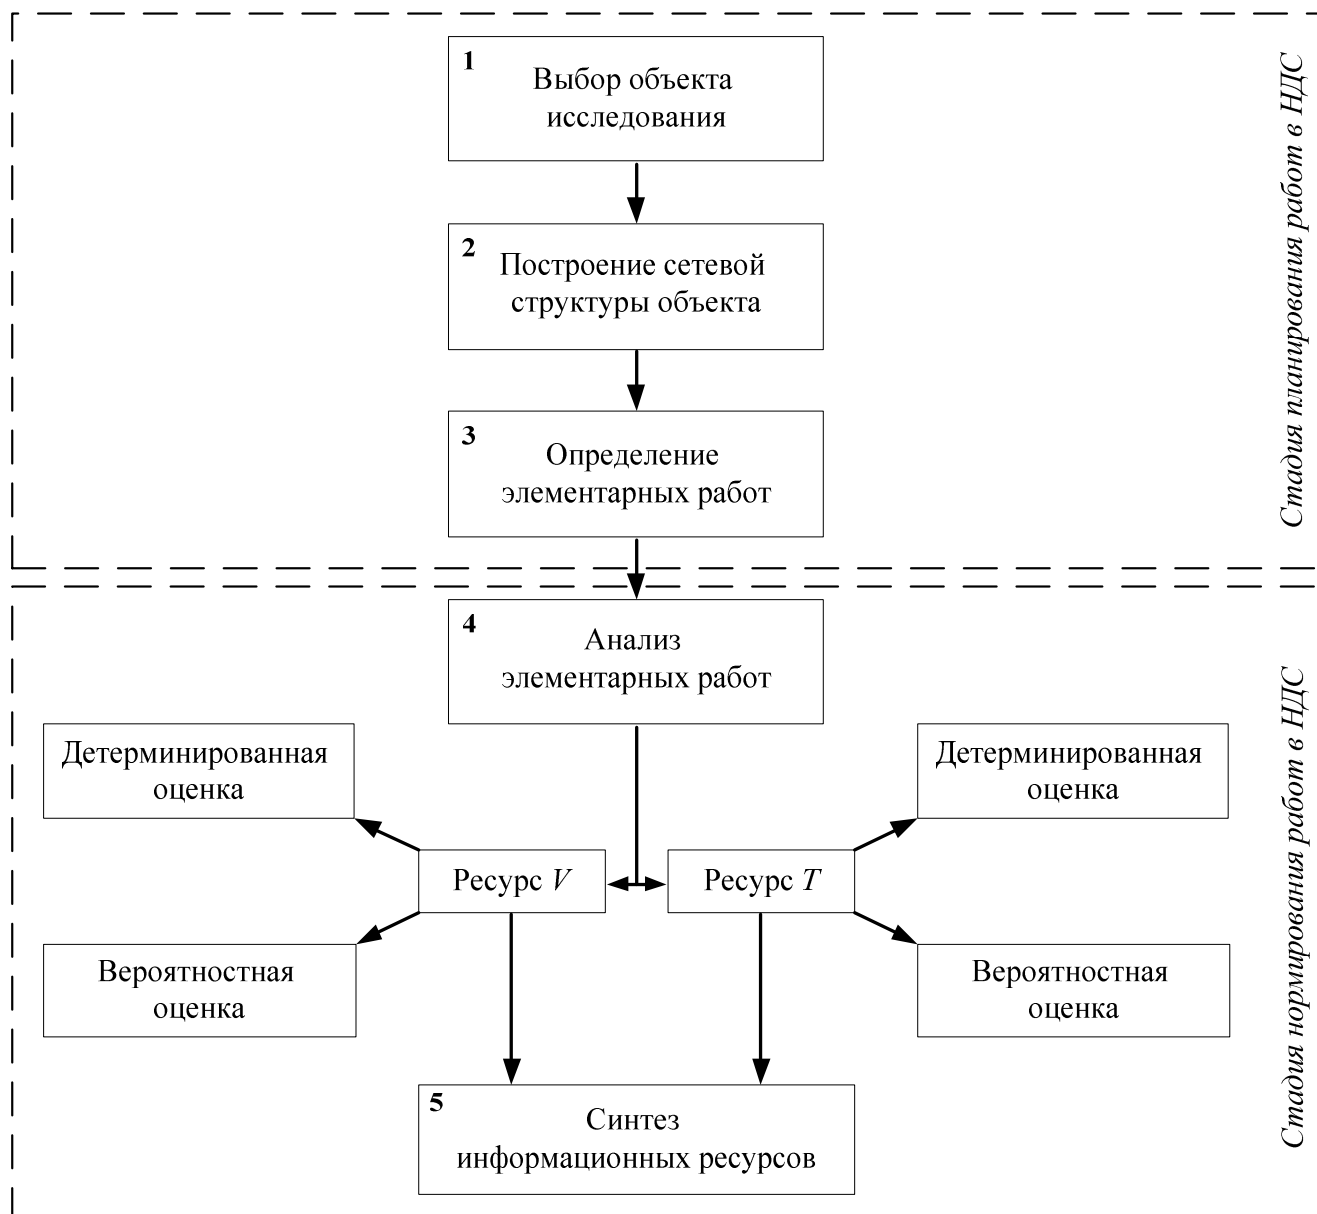 1
Выбор объекта
исследования
2
Построение сетевой
структуры объекта
3
Определение
элементарных работ
Стадия планирования работ в НДС
4
Анализ
элементарных работ
Детерминированная
оценка
Детерминированная
оценка
Ресурс V
Ресурс T
Вероятностная
оценка
Вероятностная
оценка
5
Синтез
информационных ресурсов
Стадия нормирования работ в НДС